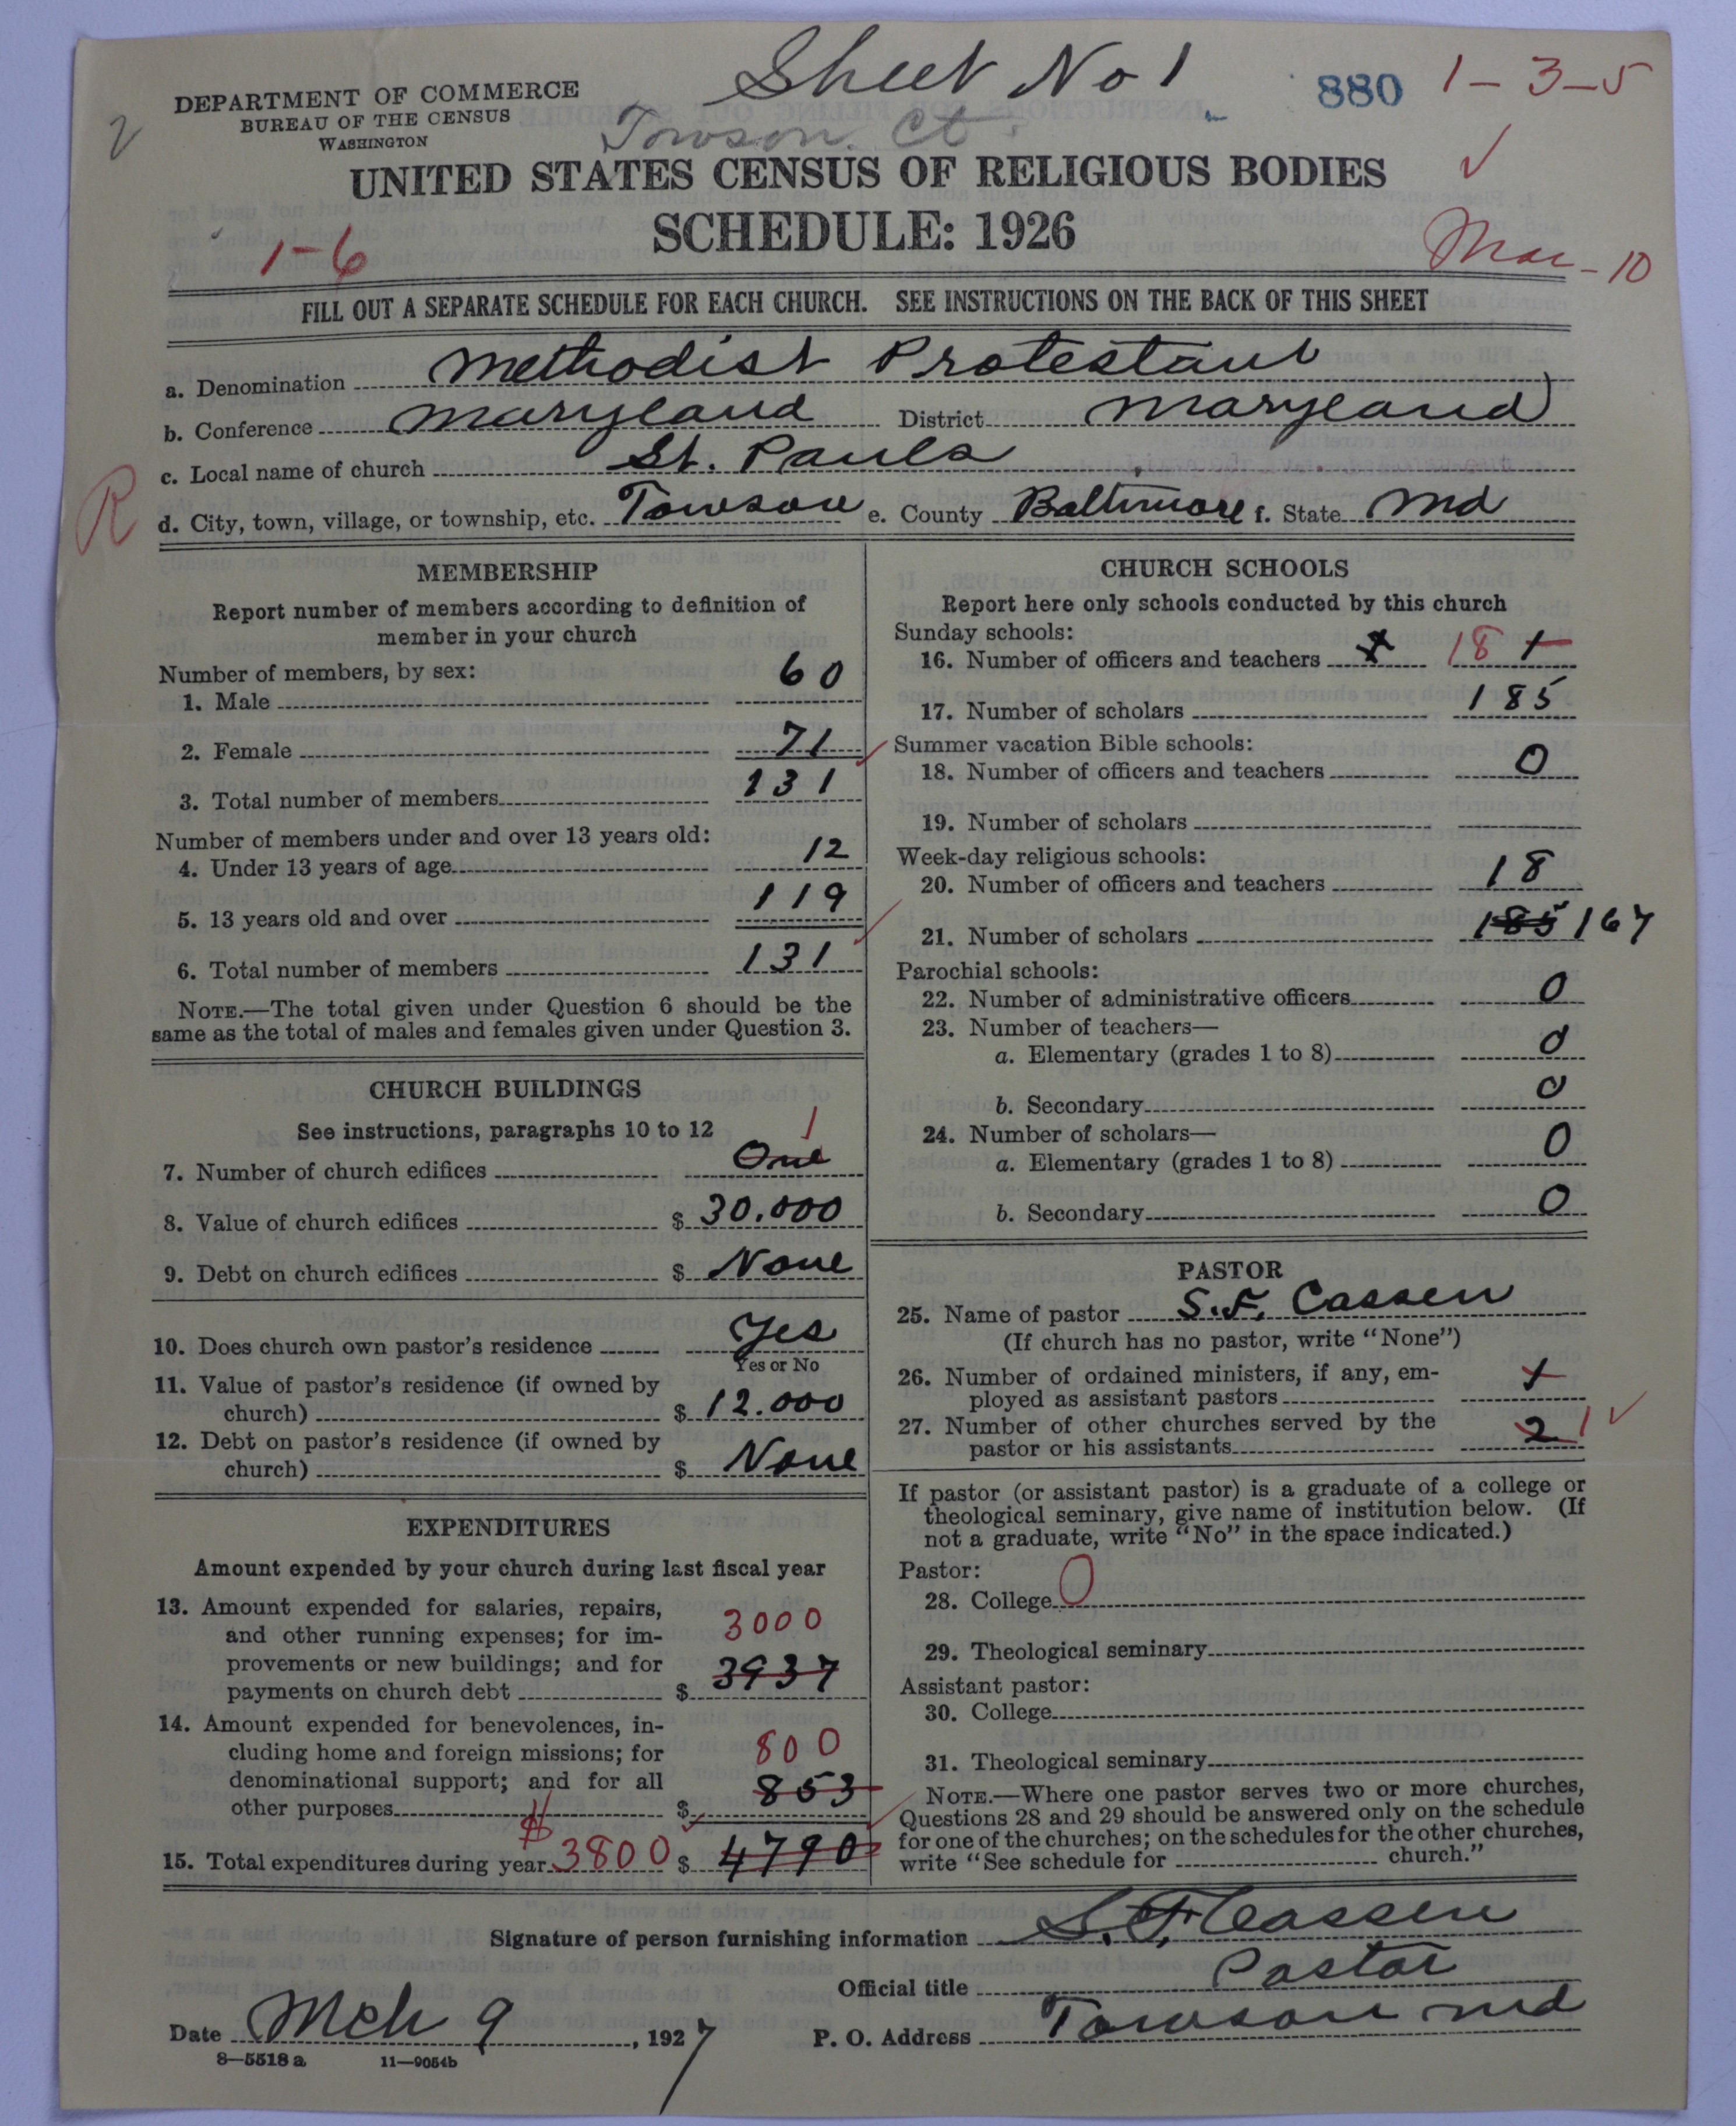 Sheet No 1
880 1-3-5
DEPARTMENT OF COMMERCE
BUREAU OF THE CENSUS
WASHINGTON
Towson. Ct.
UNITED STATES CENSUS OF RELIGIOUS BODIES
SCHEDULE: 1926
1-6
Mar-10
FILL OUT A SEPARATE SCHEDULE FOR EACH CHURCH. SEE INSTRUCTIONS ON THE BACK OF THIS SHEET
a. Denomination Methodist Protestant
b. Conference Maryland District Maryland
c. Local name of church St. Pauls
R
d. City, town, village, or township, etc. Towson e. County Baltimore f. State Md
MEMBERSHIP
Report number of members according to definition of
member in your church
Number of members, by sex:
1. Male 60
2. Female 71
3. Total number of members 131
Number of members under and over 13 years old:
4. Under 13 years of age 12
5. 13 years old and over 119
6. Total number of members 131
NOTE.—The total given under Question 6 should be the
same as the total of males and females given under Question 3.
CHURCH BUILDINGS
See instructions, paragraphs 10 to 12
1
7. Number of church edifices One
8. Value of church edifices $ 30.000
9. Debt on church edifices $ None
10. Does church own pastor's residence Yes
Yes or No
11. Value of pastor's residence (if owned by
church) $ 12.000
12. Debt on pastor's residence (if owned by
church) $ None
EXPENDITURES
Amount expended by your church during last fiscal year
13. Amount expended for salaries, repairs,
and other running expenses; for im- 3000
provements or new buildings; and for
payments on church debt $ 3937
14. Amount expended for benevolences, in-
cluding home and foreign missions; for 800
denominational support; and for all
other purposes $ 853
15. Total expenditures during year $3800 $ 4790
CHURCH SCHOOLS
Report here only schools conducted by this church
Sunday schools:
16. Number of officers and teachers 18
17. Number of scholars 185
Summer vacation Bible schools:
18. Number of officers and teachers 0
19. Number of scholars
Week-day religious schools:
20. Number of officers and teachers 18
21. Number of scholars 185 167
Parochial schools:
22. Number of administrative officers 0
23. Number of teachers—
a. Elementary (grades 1 to 8) 0
b. Secondary 0
24. Number of scholars—
a. Elementary (grades 1 to 8) 0
b. Secondary 0
PASTOR
25. Name of pastor S.F. Cassen
(If church has no pastor, write "None")
26. Number of ordained ministers, if any, em-
ployed as assistant pastors
27. Number of other churches served by the
pastor or his assistants 2 1
If pastor (or assistant pastor) is a graduate of a college or
theological seminary, give name of institution below. (If
not a graduate, write "No" in the space indicated.)
Pastor:
28. College 0
29. Theological seminary
Assistant pastor:
30. College
31. Theological seminary
NOTE.—Where one pastor serves two or more churches,
Questions 28 and 29 should be answered only on the schedule
for one of the churches; on the schedules for the other churches,
write "See schedule for church."
Signature of person furnishing information S. F. Cassen
Official title Pastor
Date Mch 9, 1927 P. O. Address Towson Md
8—5518 a 11—9054b